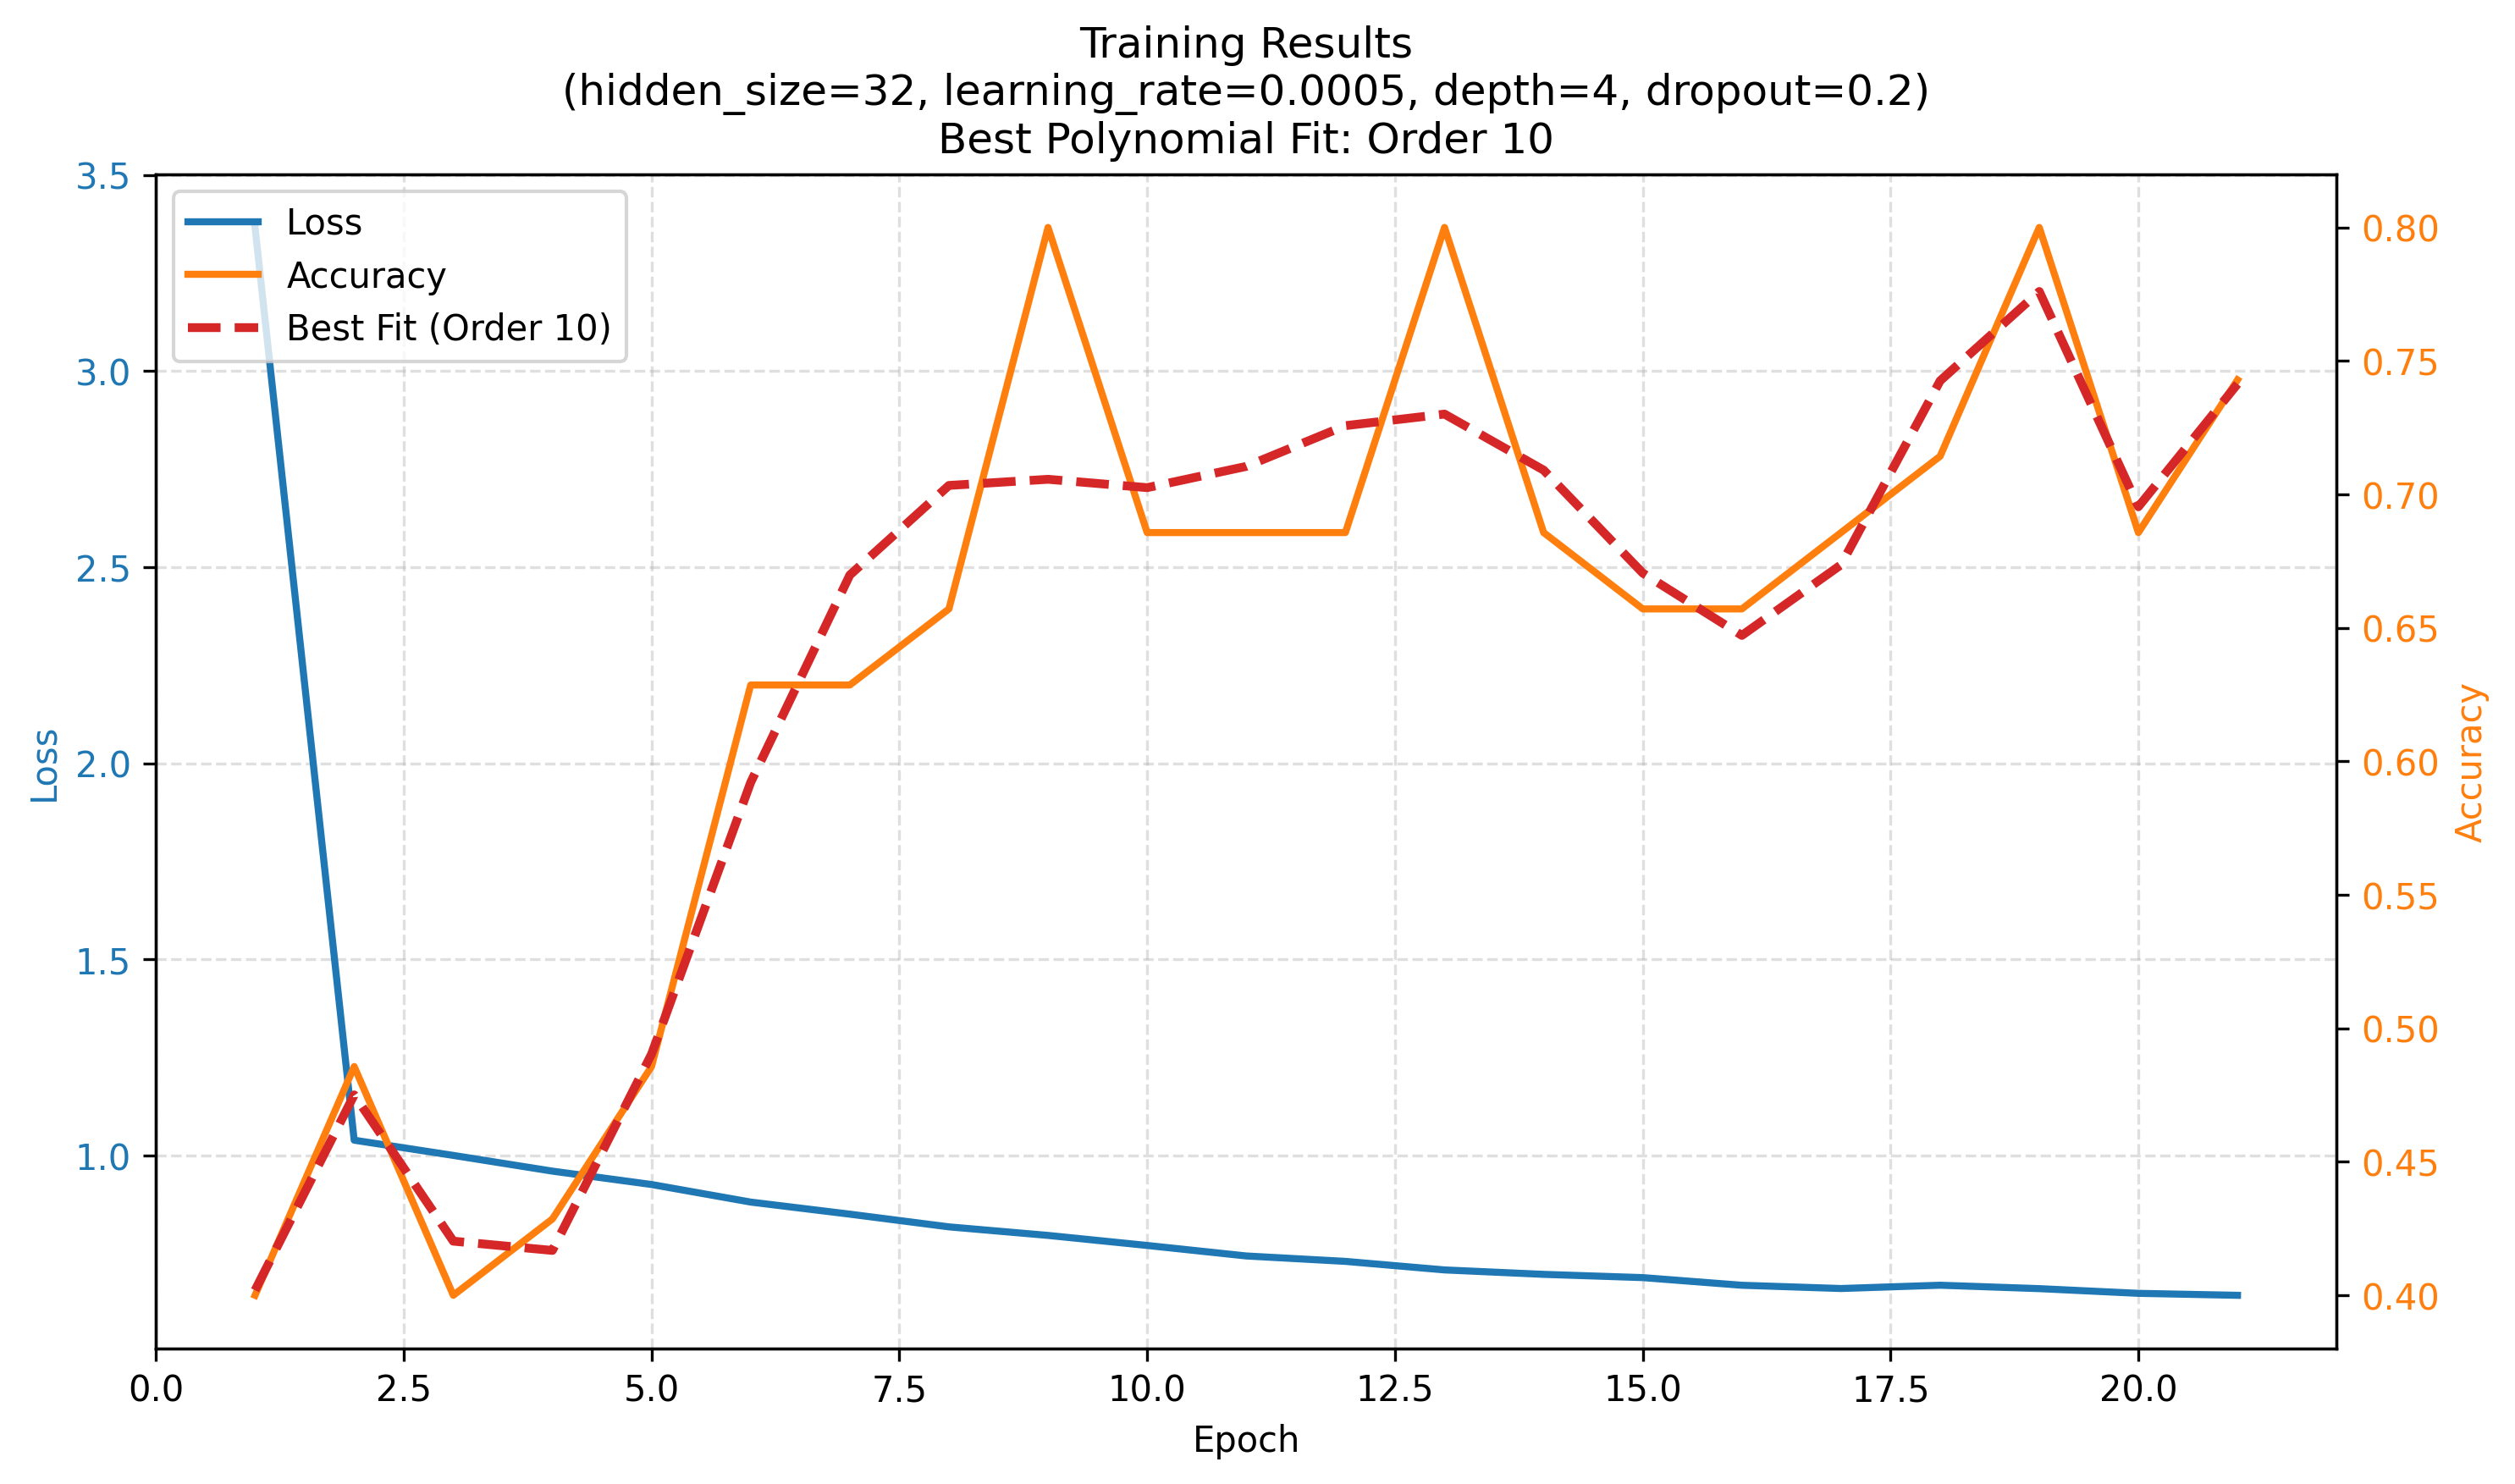 Training Results
(hidden_size=32, learning_rate=0.0005, depth=4, dropout=0.2)
Best Polynomial Fit: Order 10
Loss
Accuracy
Best Fit (Order 10)
3.5
3.0
2.5
2.0
1.5
1.0
Loss
0.80
0.75
0.70
0.65
0.60
0.55
0.50
0.45
0.40
Accuracy
0.0 2.5 5.0 7.5 10.0 12.5 15.0 17.5 20.0
Epoch